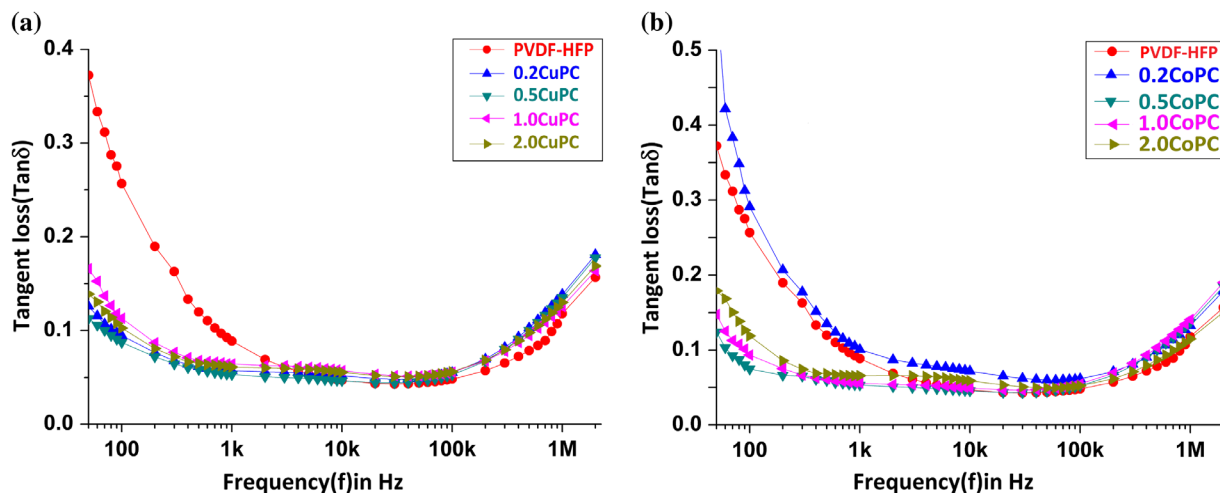 (a)
Tangent loss(Tanδ)
0.4
0.3
0.2
0.1
0.0
PVDF-HFP
0.2CuPC
0.5CuPC
1.0CuPC
2.0CuPC
100
1k
10k
100k
1M
Frequency(f)in Hz
(b)
Tangent loss(Tanδ)
0.5
0.4
0.3
0.2
0.1
0.0
PVDF-HFP
0.2CoPC
0.5CoPC
1.0CoPC
2.0CoPC
100
1k
10k
100k
1M
Frequency(f)in Hz